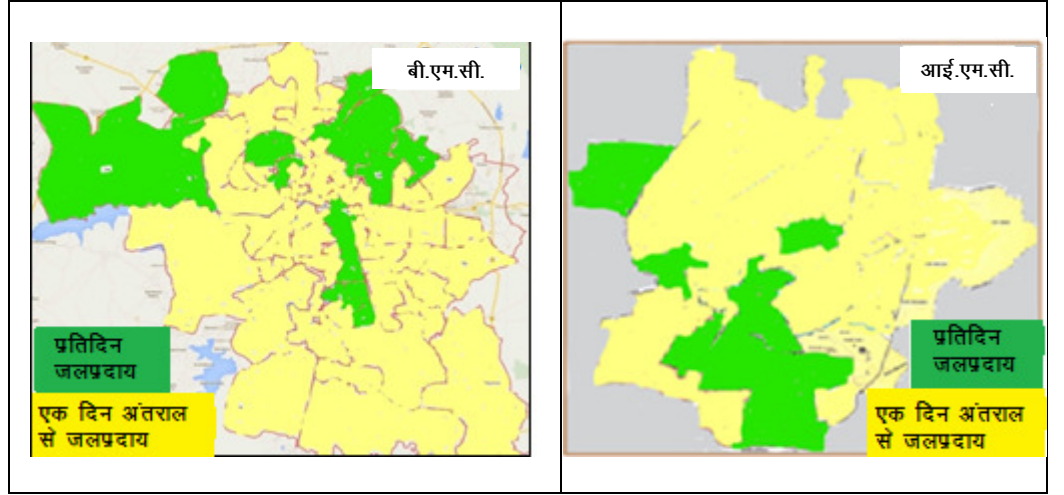 बी.एम.सी.
प्रतिदिन
जलप्रदाय
एक दिन अंतराल
से जलप्रदाय
आई.एम.सी.
प्रतिदिन
जलप्रदाय
एक दिन अंतराल
से जलप्रदाय